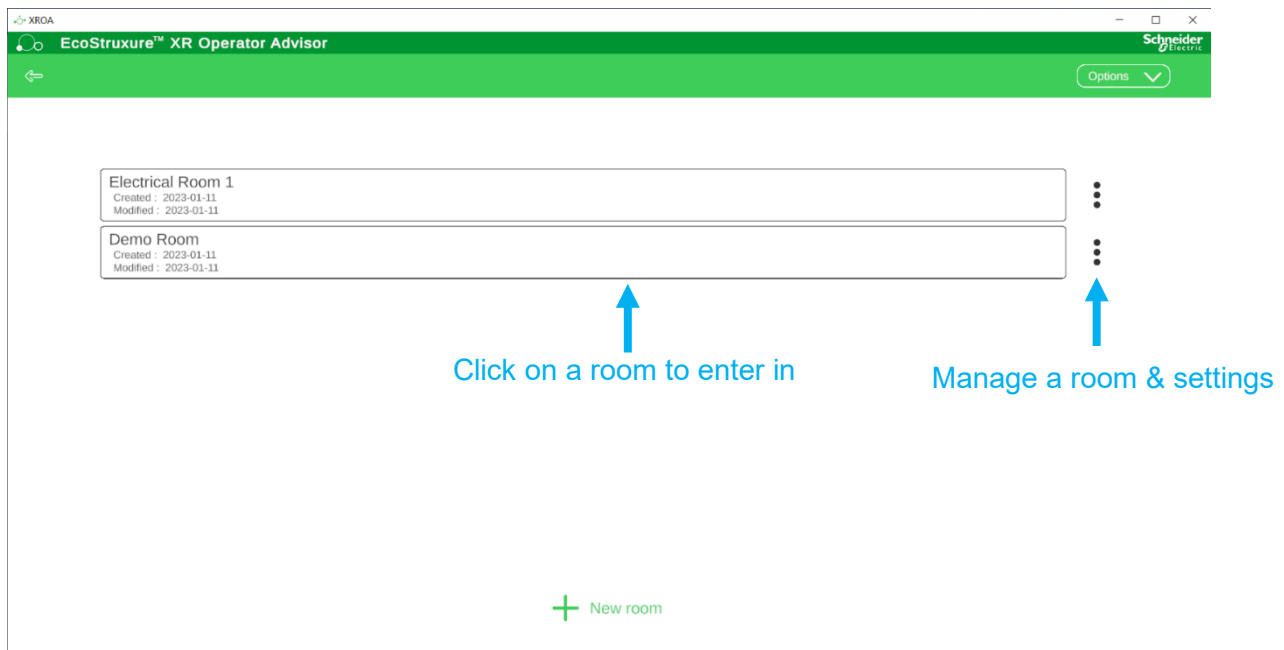 XROA
EcoStruxure™ XR Operator Advisor
Schneider
Electric
Options
Electrical Room 1
Created : 2023-01-11
Modified : 2023-01-11
Demo Room
Created : 2023-01-11
Modified : 2023-01-11
Click on a room to enter in
Manage a room & settings
New room